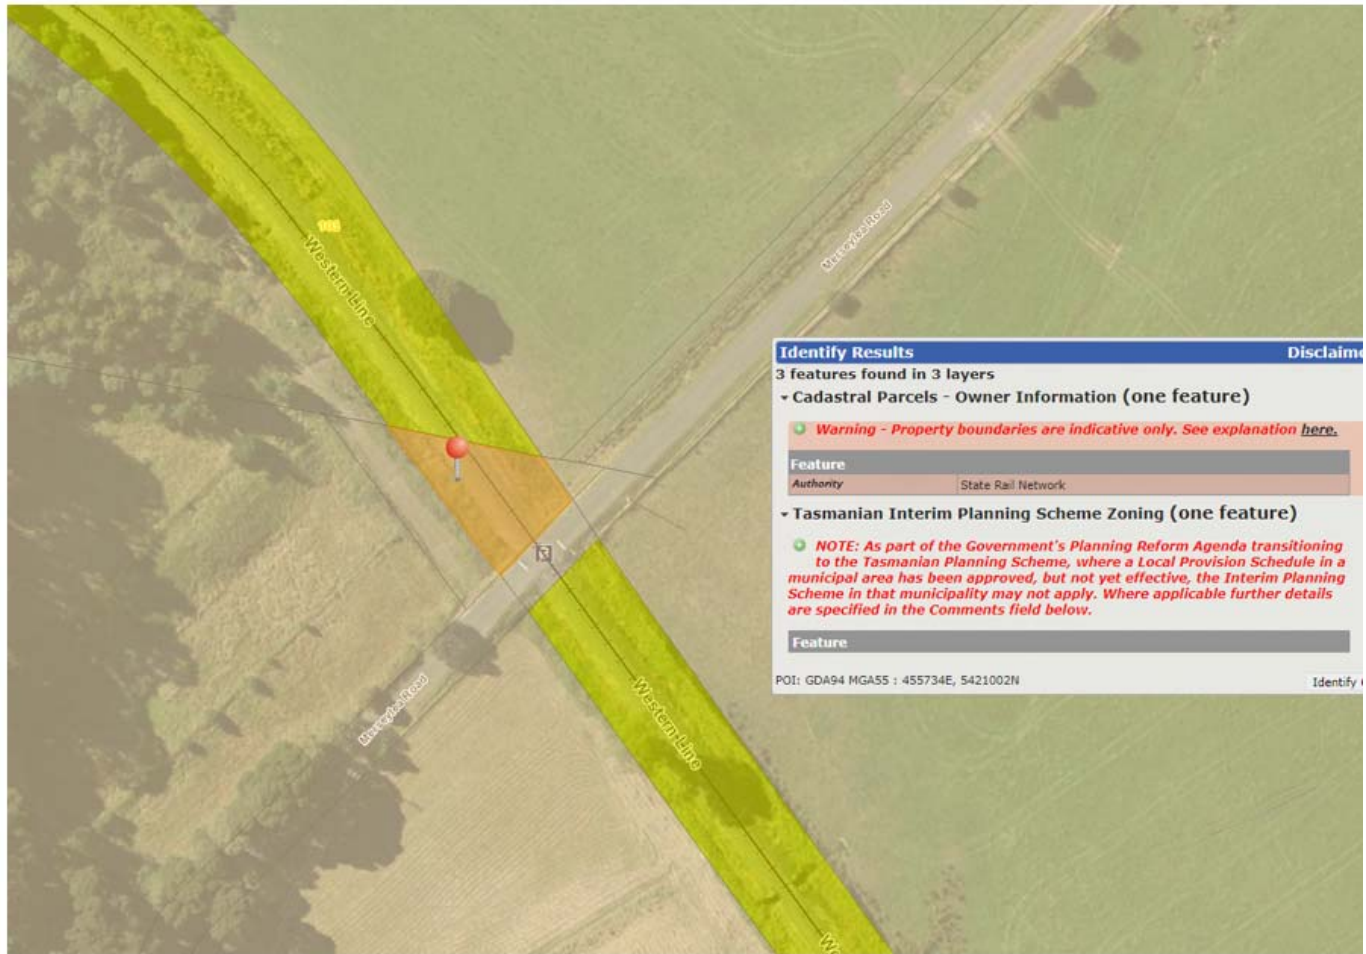 Western Line
Merseylea Road
Identify Results
3 features found in 3 layers
Cadastral Parcels - Owner Information (one feature)
Warning - Property boundaries are indicative only. See explanation here.
Feature
Authority State Rail Network
Tasmanian Interim Planning Scheme Zoning (one feature)
NOTE: As part of the Government's Planning Reform Agenda transitioning
to the Tasmanian Planning Scheme, where a Local Provision Schedule in a
municipal area has been approved, but not yet effective, the Interim Planning
Scheme in that municipality may not apply. Where applicable further details
are specified in the Comments field below.
Feature
POI: GDA94 MGA55 : 455734E, 5421002N
Identify
Merseylea Road
Western Line